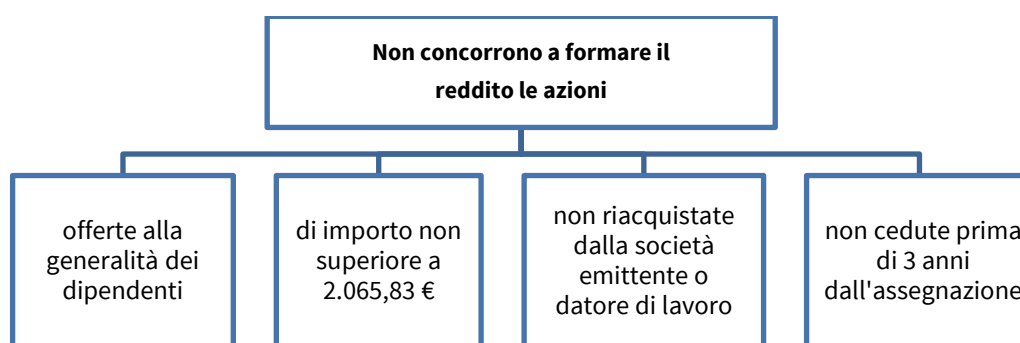 Non concorrono a formare il
reddito le azioni
offerte alla
generalità dei
dipendenti
di importo non
superiore a
2.065,83 €
non riacquistate
dalla società
emittente o
datore di lavoro
non cedute prima
di 3 anni
dall'assegnazione